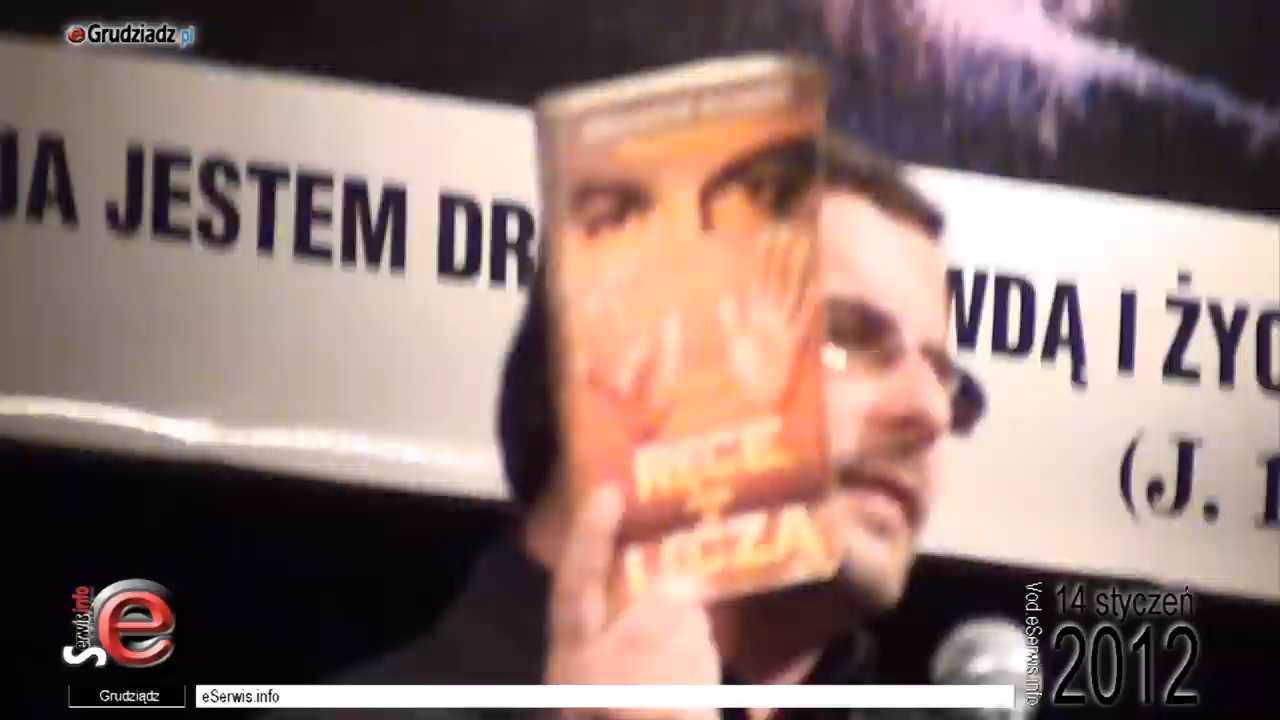 eGrudziadz.pl
JA JESTEM DR WDĄ I ŻYC
(J. 1
RĘCE
LECZĄ
Serwis.info
e
Vod.eSerwis.info
14 styczeń
2012
Grudziądz
eSerwis.info